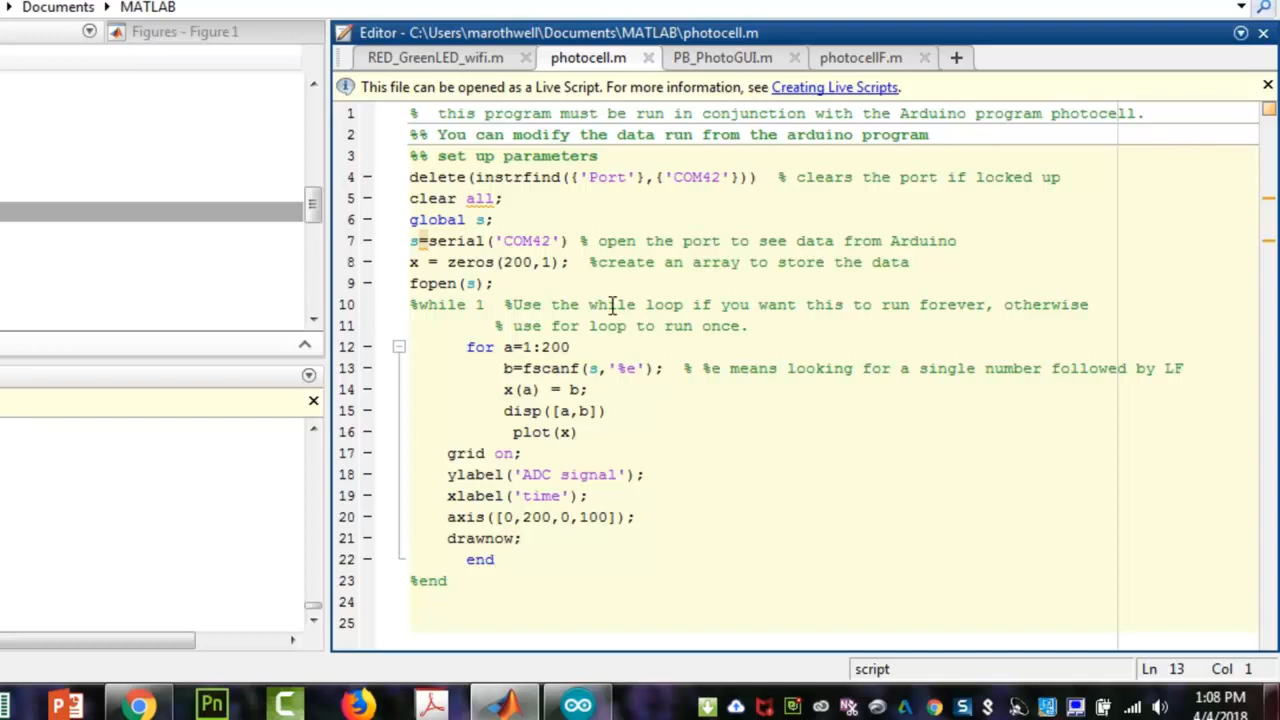 Documents MATLAB
Figures - Figure 1
Editor - C:\Users\marothwell\Documents\MATLAB\photocell.m
RED_GreenLED_wifi.m photocell.m PB_PhotoGUI.m photocellF.m +
This file can be opened as a Live Script. For more information, see Creating Live Scripts.
1 % this program must be run in conjunction with the Arduino program photocell.
2 %% You can modify the data run from the arduino program
3 %% set up parameters
4 - delete(instrfind({'Port'},{'COM42'})) % clears the port if locked up
5 - clear all;
6 - global s;
7 - s=serial('COM42') % open the port to see data from Arduino
8 - x = zeros(200,1); %create an array to store the data
9 - fopen(s);
10 %while 1 %Use the while loop if you want this to run forever, otherwise
11 % use for loop to run once.
12 - for a=1:200
13 - b=fscanf(s,'%e'); % %e means looking for a single number followed by LF
14 - x(a) = b;
15 - disp([a,b])
16 - plot(x)
17 - grid on;
18 - ylabel('ADC signal');
19 - xlabel('time');
20 - axis([0,200,0,100]);
21 - drawnow;
22 - end
23 %end
24
25
script Ln 13 Col 1
Pn
1:08 PM
4/4/2018